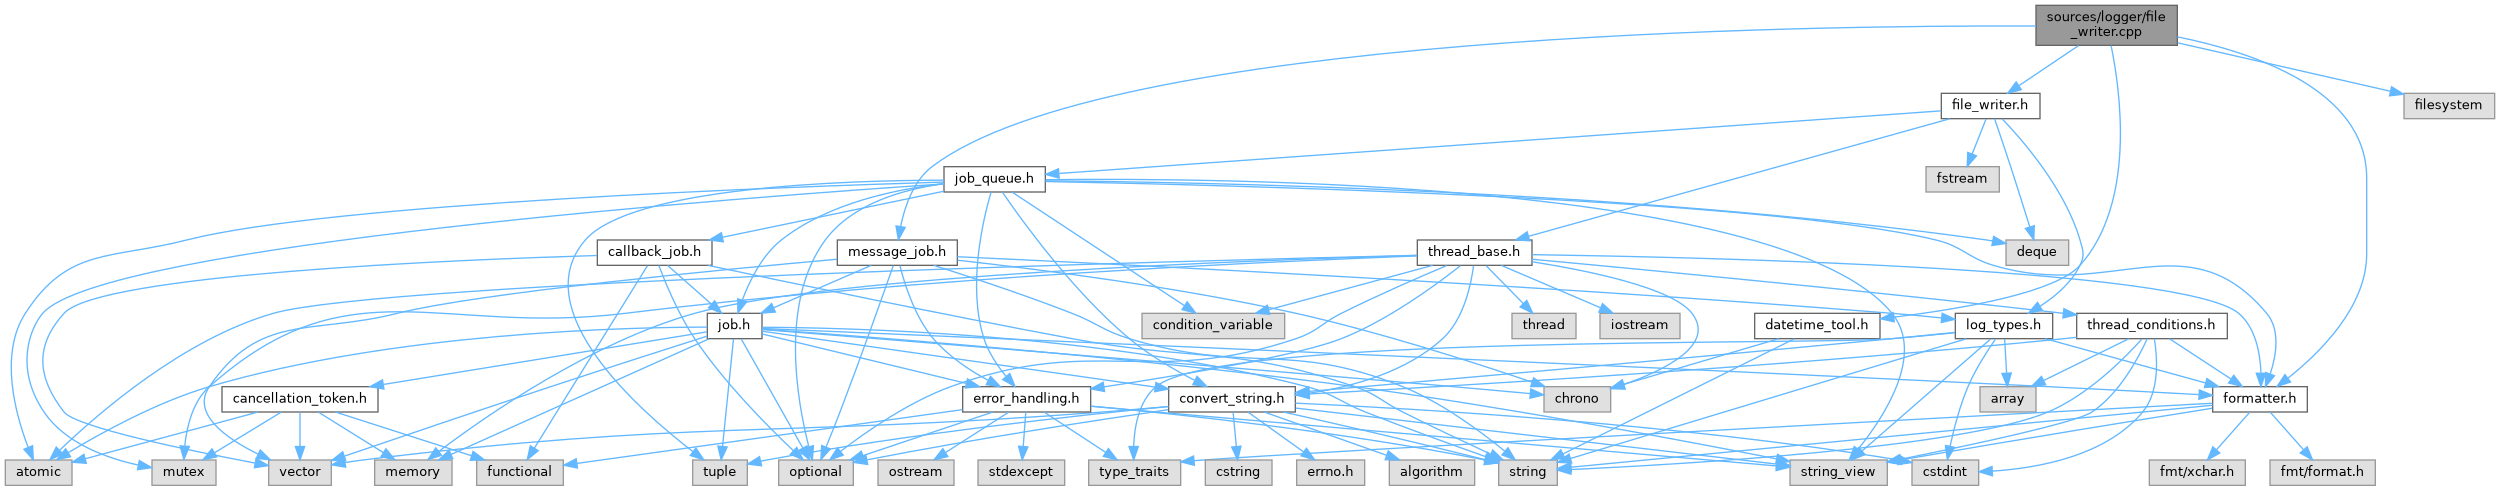 sources/logger/file
_writer.cpp
file_writer.h
filesystem
job_queue.h
fstream
callback_job.h
message_job.h
thread_base.h
deque
job.h
condition_variable
thread
iostream
datetime_tool.h
log_types.h
thread_conditions.h
cancellation_token.h
error_handling.h
convert_string.h
chrono
array
formatter.h
atomic
mutex
vector
memory
functional
tuple
optional
ostream
stdexcept
type_traits
cstring
errno.h
algorithm
string
string_view
cstdint
fmt/xchar.h
fmt/format.h